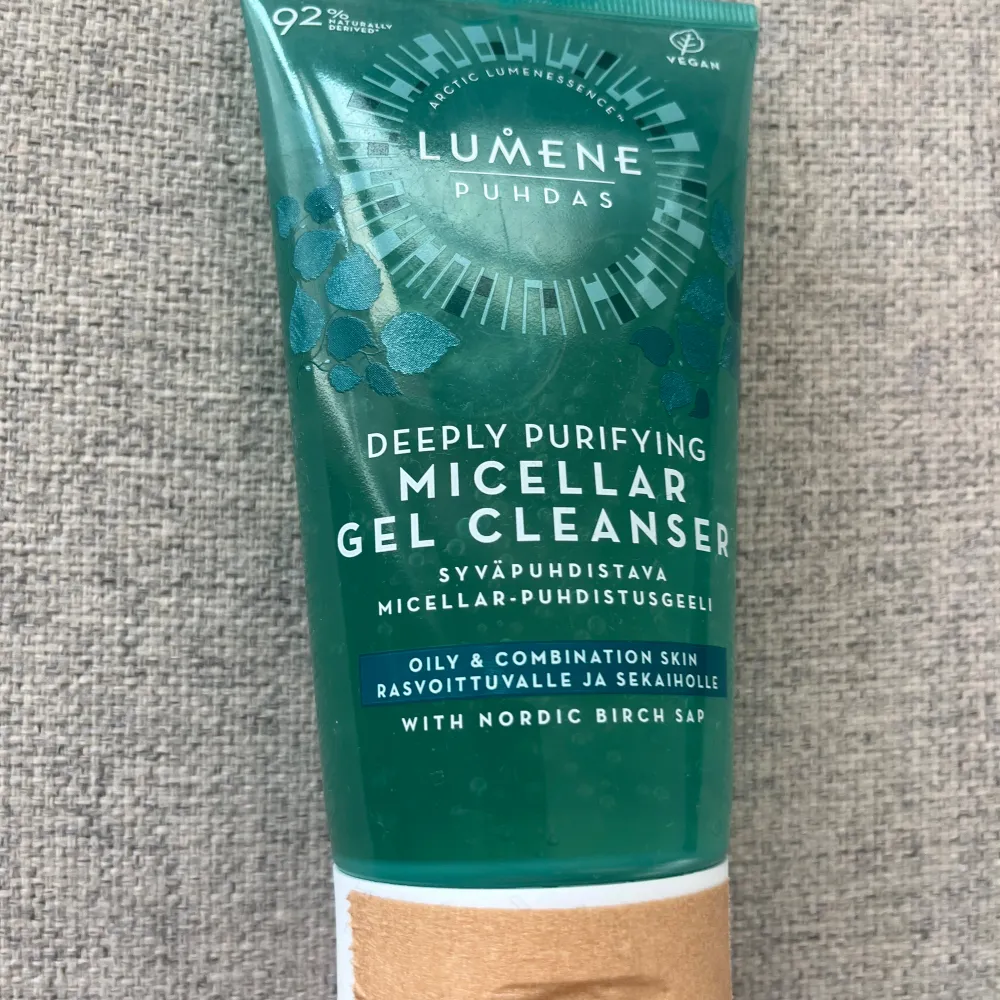 92% NATURALLY DERIVED*
VEGAN
ARCTIC LUMENESSENCE™
LUMENE
PUHDAS
DEEPLY PURIFYING
MICELLAR
GEL CLEANSER
SYVÄPUHDISTAVA
MICELLAR-PUHDISTUSGEELI
OILY & COMBINATION SKIN
RASVOITTUVALLE JA SEKAIHOLLE
WITH NORDIC BIRCH SAP